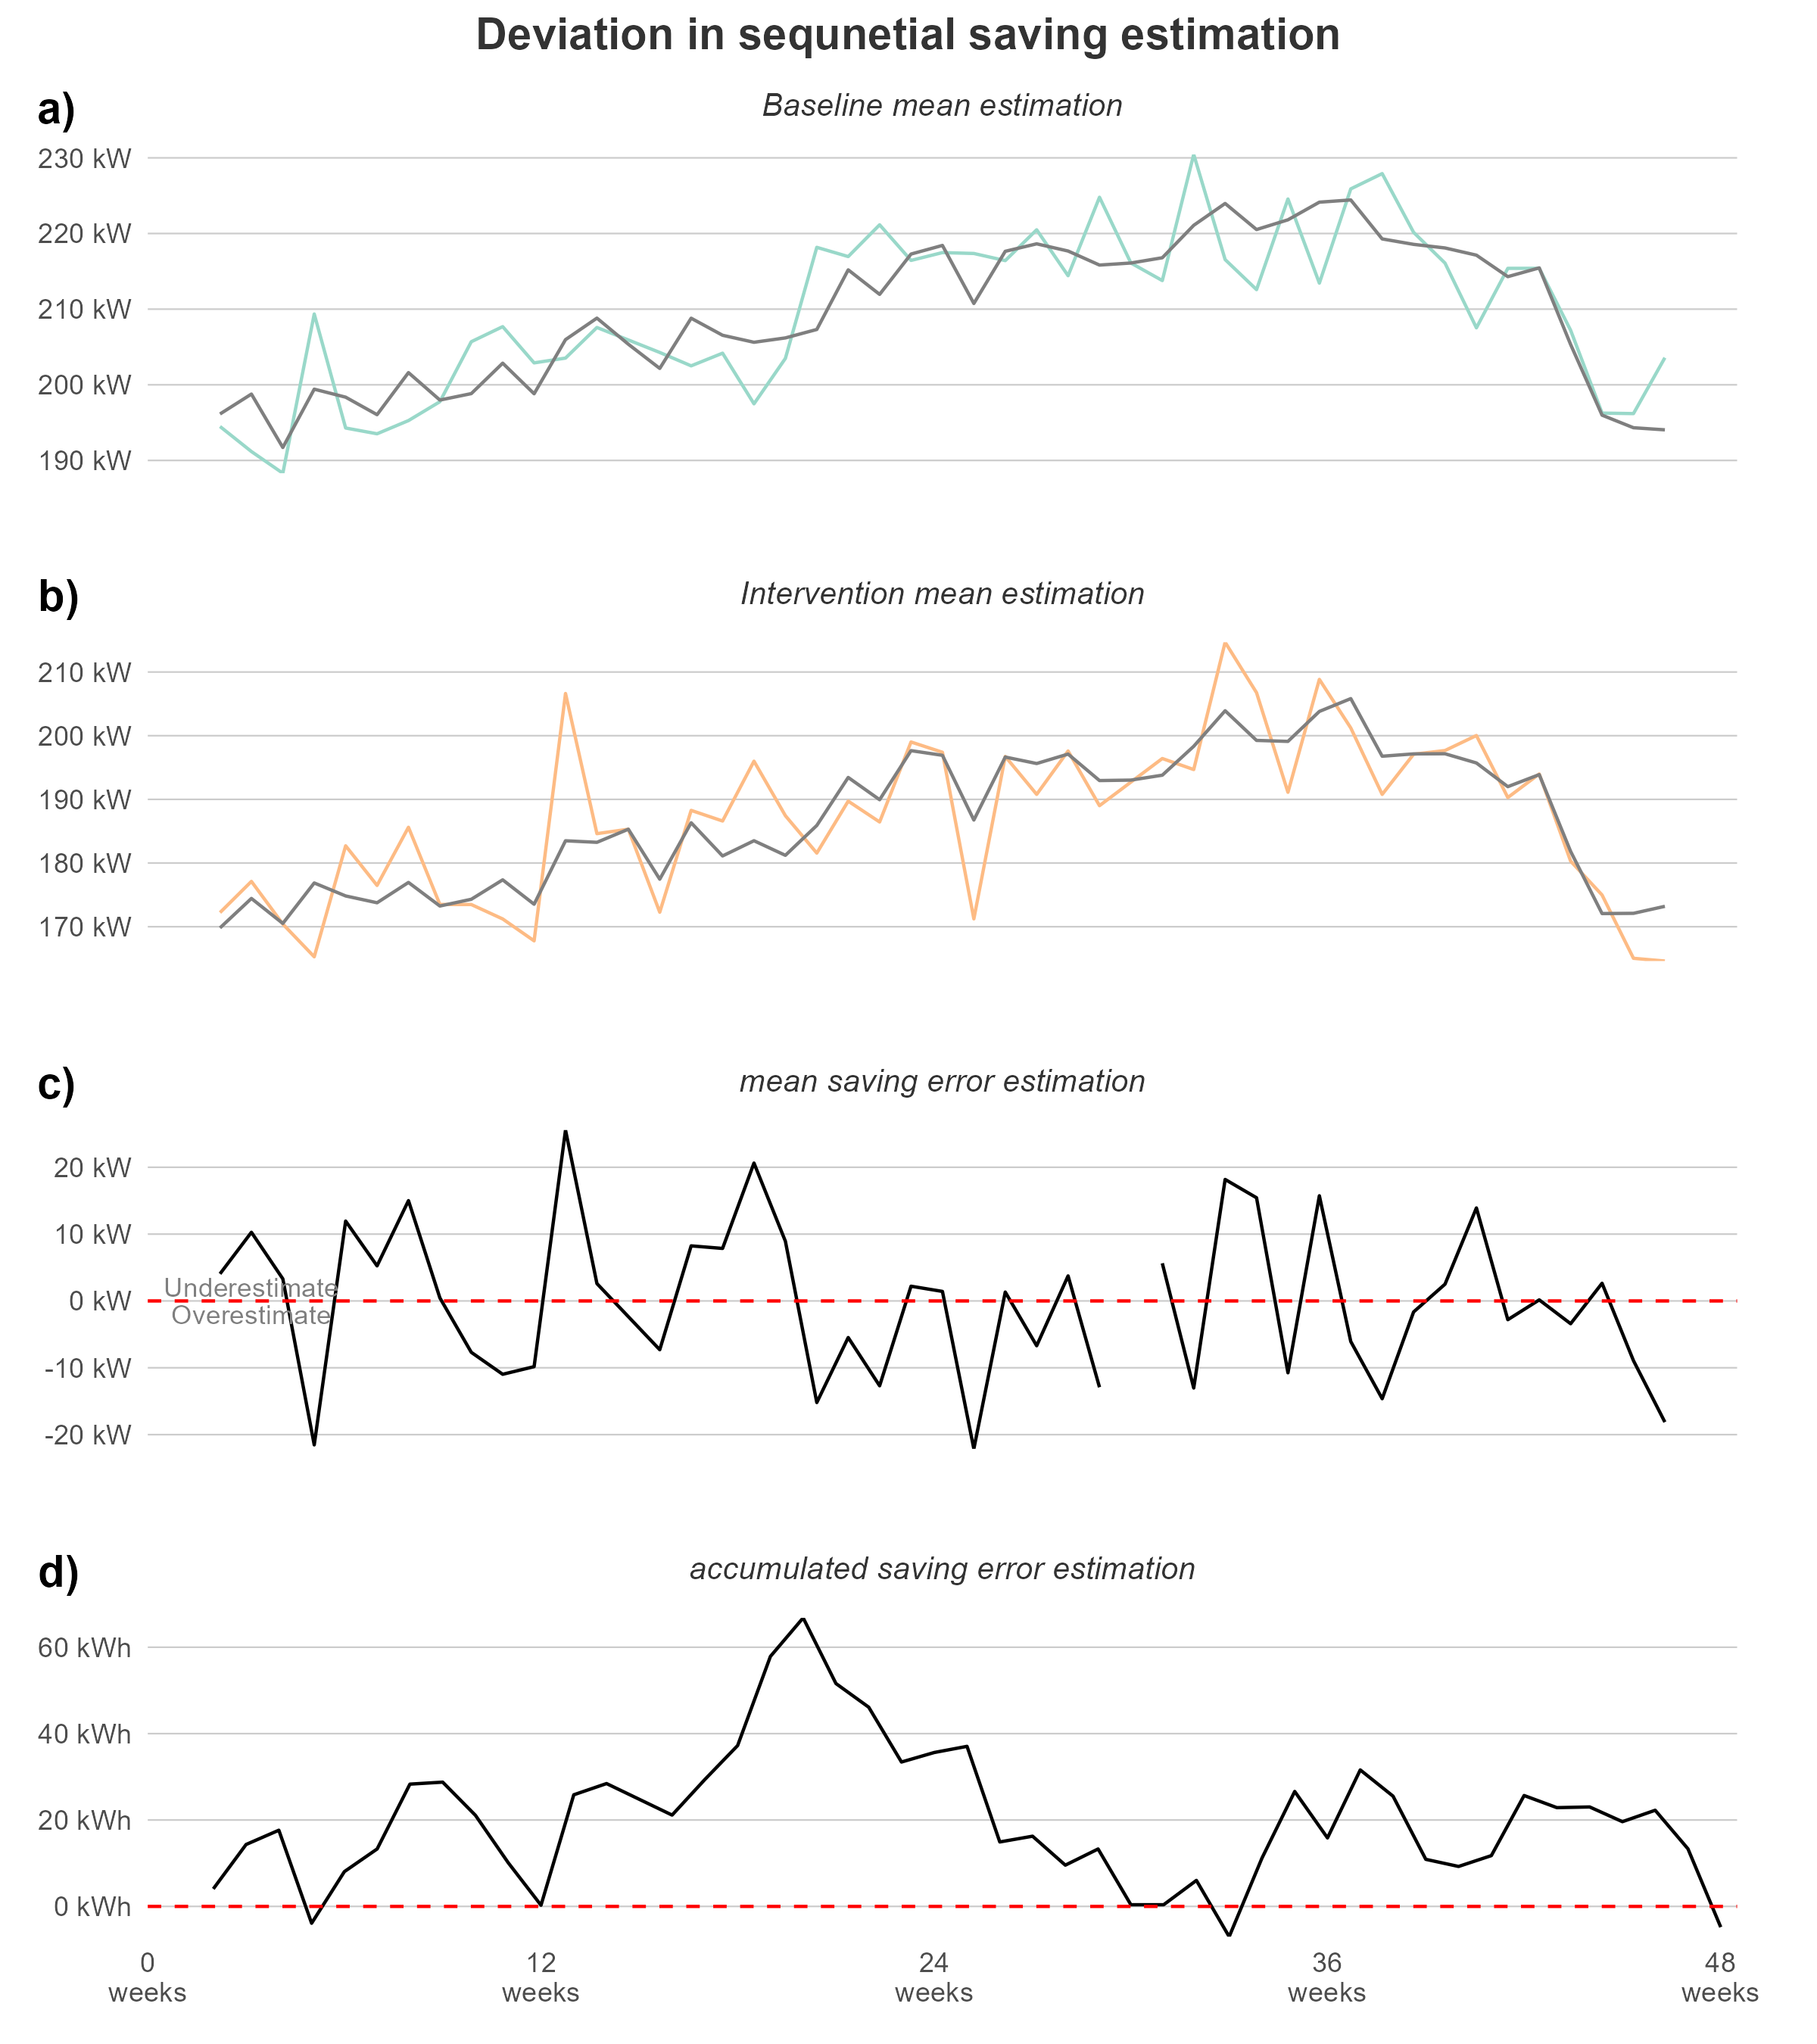 Deviation in sequnetial saving estimation
a)
Baseline mean estimation
230 kW
220 kW
210 kW
200 kW
190 kW
b)
Intervention mean estimation
210 kW
200 kW
190 kW
180 kW
170 kW
c)
mean saving error estimation
20 kW
10 kW
Underestimate
0 kW
Overestimate
-10 kW
-20 kW
d)
accumulated saving error estimation
60 kWh
40 kWh
20 kWh
0 kWh
0 12 24 36 48
weeks weeks weeks weeks weeks